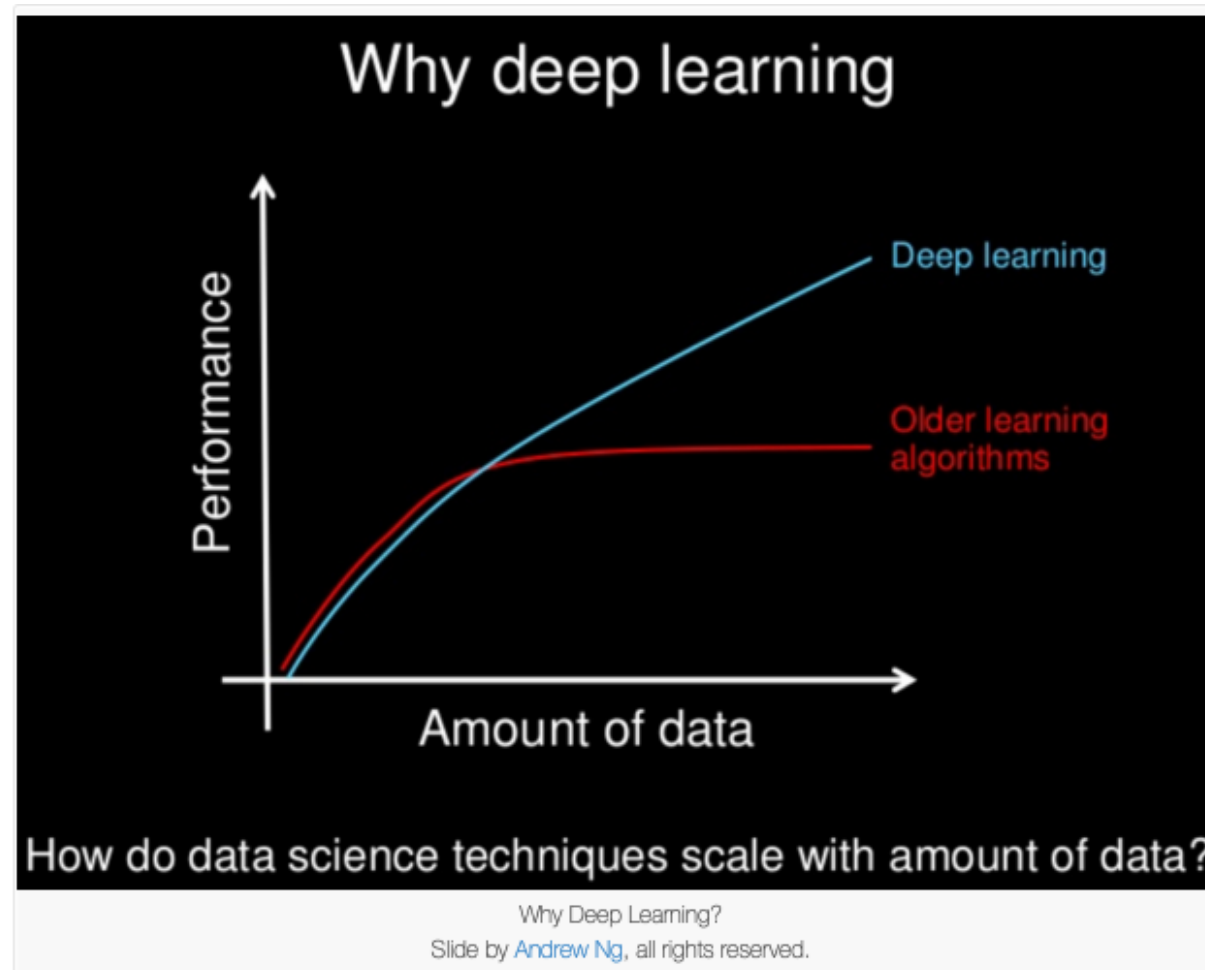 Why deep learning
Performance
Deep learning
Older learning
algorithms
Amount of data
How do data science techniques scale with amount of data?
Why Deep Learning?
Slide by Andrew Ng, all rights reserved.